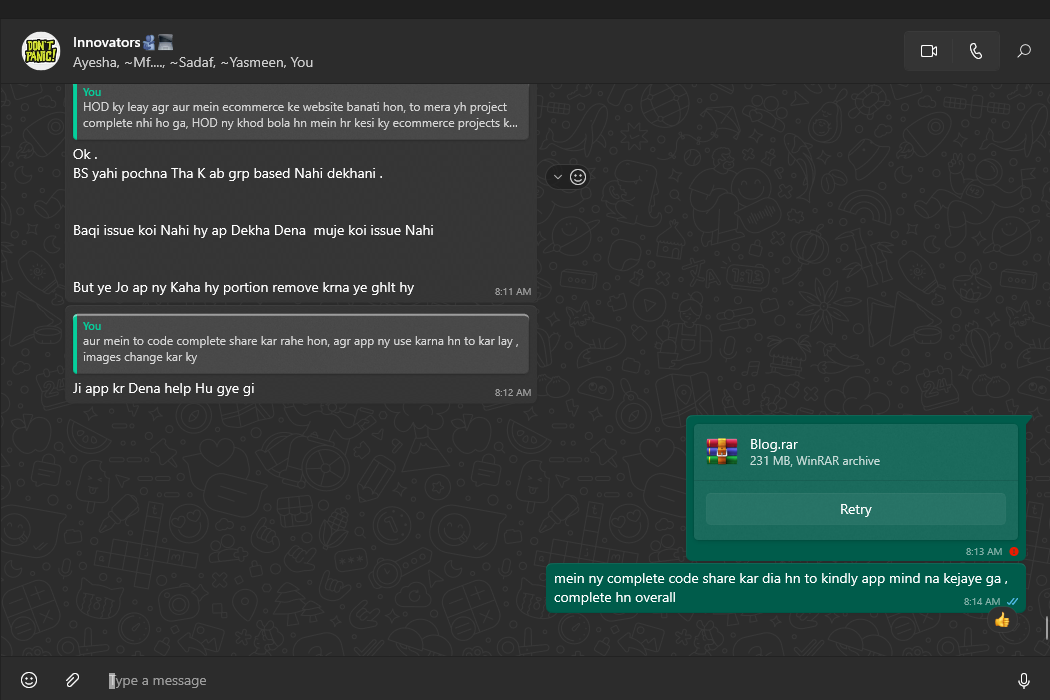 DON'T
PANIC!
Innovators
Ayesha, ~Mf...., ~Sadaf, ~Yasmeen, You
You
HOD ky leay agr aur mein ecommerce ke website banati hon, to mera yh project
complete nhi ho ga, HOD ny khod bola hn mein hr kesi ky ecommerce projects k...
Ok .
BS yahi pochna Tha K ab grp based Nahi dekhani .
Baqi issue koi Nahi hy ap Dekha Dena  muje koi issue Nahi
But ye Jo ap ny Kaha hy portion remove krna ye ghlt hy
8:11 AM
You
aur mein to code complete share kar rahe hon, agr app ny use karna hn to kar lay ,
images change kar ky
Ji app kr Dena help Hu gye gi
8:12 AM
Blog.rar
231 MB, WinRAR archive
Retry
8:13 AM
mein ny complete code share kar dia hn to kindly app mind na kejaye ga ,
complete hn overall
8:14 AM
Type a message